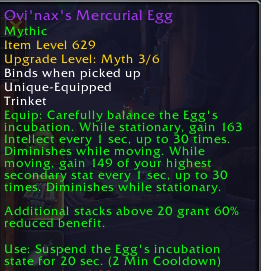 Ovi'nax's Mercurial Egg
Mythic
Item Level 629
Upgrade Level: Myth 3/6
Binds when picked up
Unique-Equipped
Trinket
Equip: Carefully balance the Egg's
incubation. While stationary, gain 163
Intellect every 1 sec, up to 30 times.
Diminishes while moving. While
moving, gain 149 of your highest
secondary stat every 1 sec, up to 30
times. Diminishes while stationary.
Additional stacks above 20 grant 60%
reduced benefit.
Use: Suspend the Egg's incubation
state for 20 sec. (2 Min Cooldown)